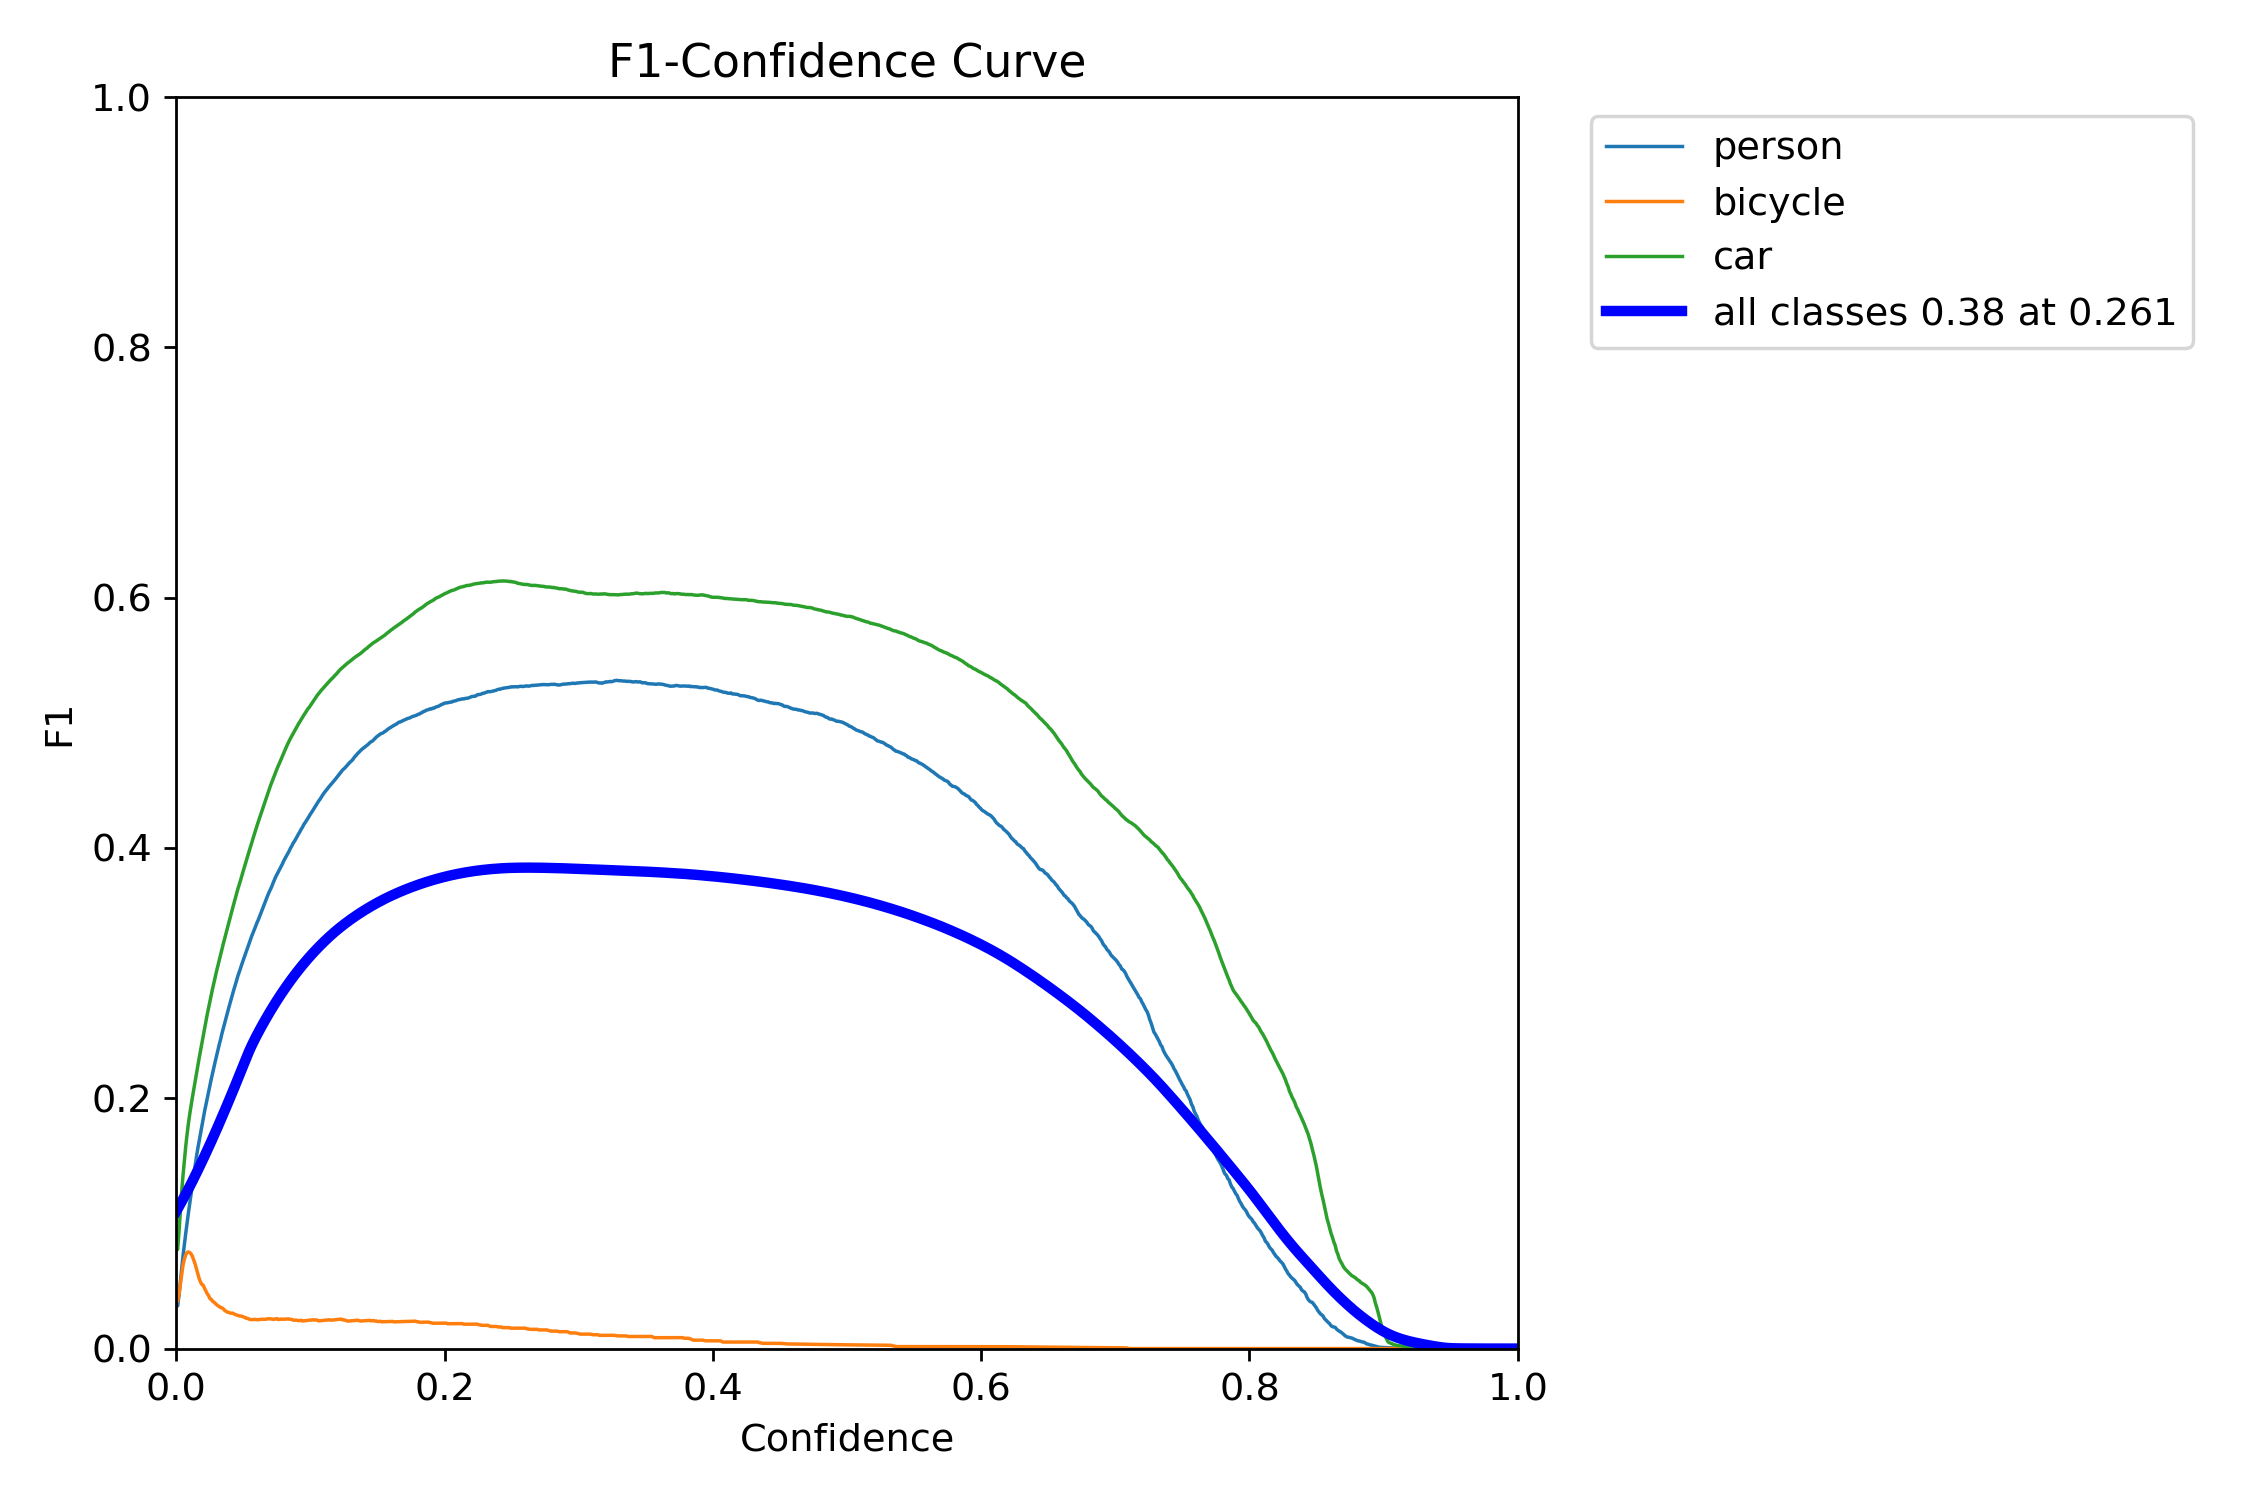 F1-Confidence Curve
1.0
0.8
0.6
0.4
0.2
0.0
F1
0.0 0.2 0.4 0.6 0.8 1.0
Confidence
person
bicycle
car
all classes 0.38 at 0.261